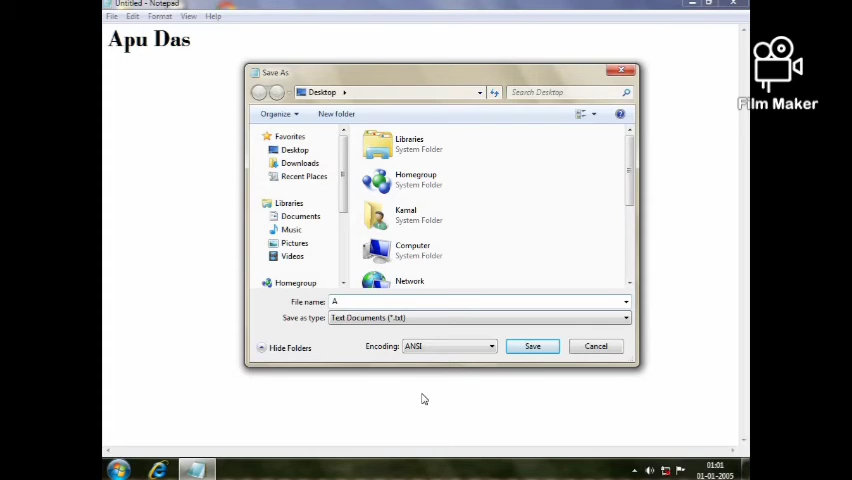 Untitled - Notepad
File Edit Format View Help
Apu Das
Save As
Desktop
Search Desktop
Organize New folder
Favorites
Desktop
Downloads
Recent Places
Libraries
Documents
Music
Pictures
Videos
Homegroup
Libraries
System Folder
Homegroup
System Folder
Kamal
System Folder
Computer
System Folder
Network
File name: A
Save as type: Text Documents (*.txt)
Hide Folders Encoding: ANSI Save Cancel
01:01
01-01-2005
Film Maker